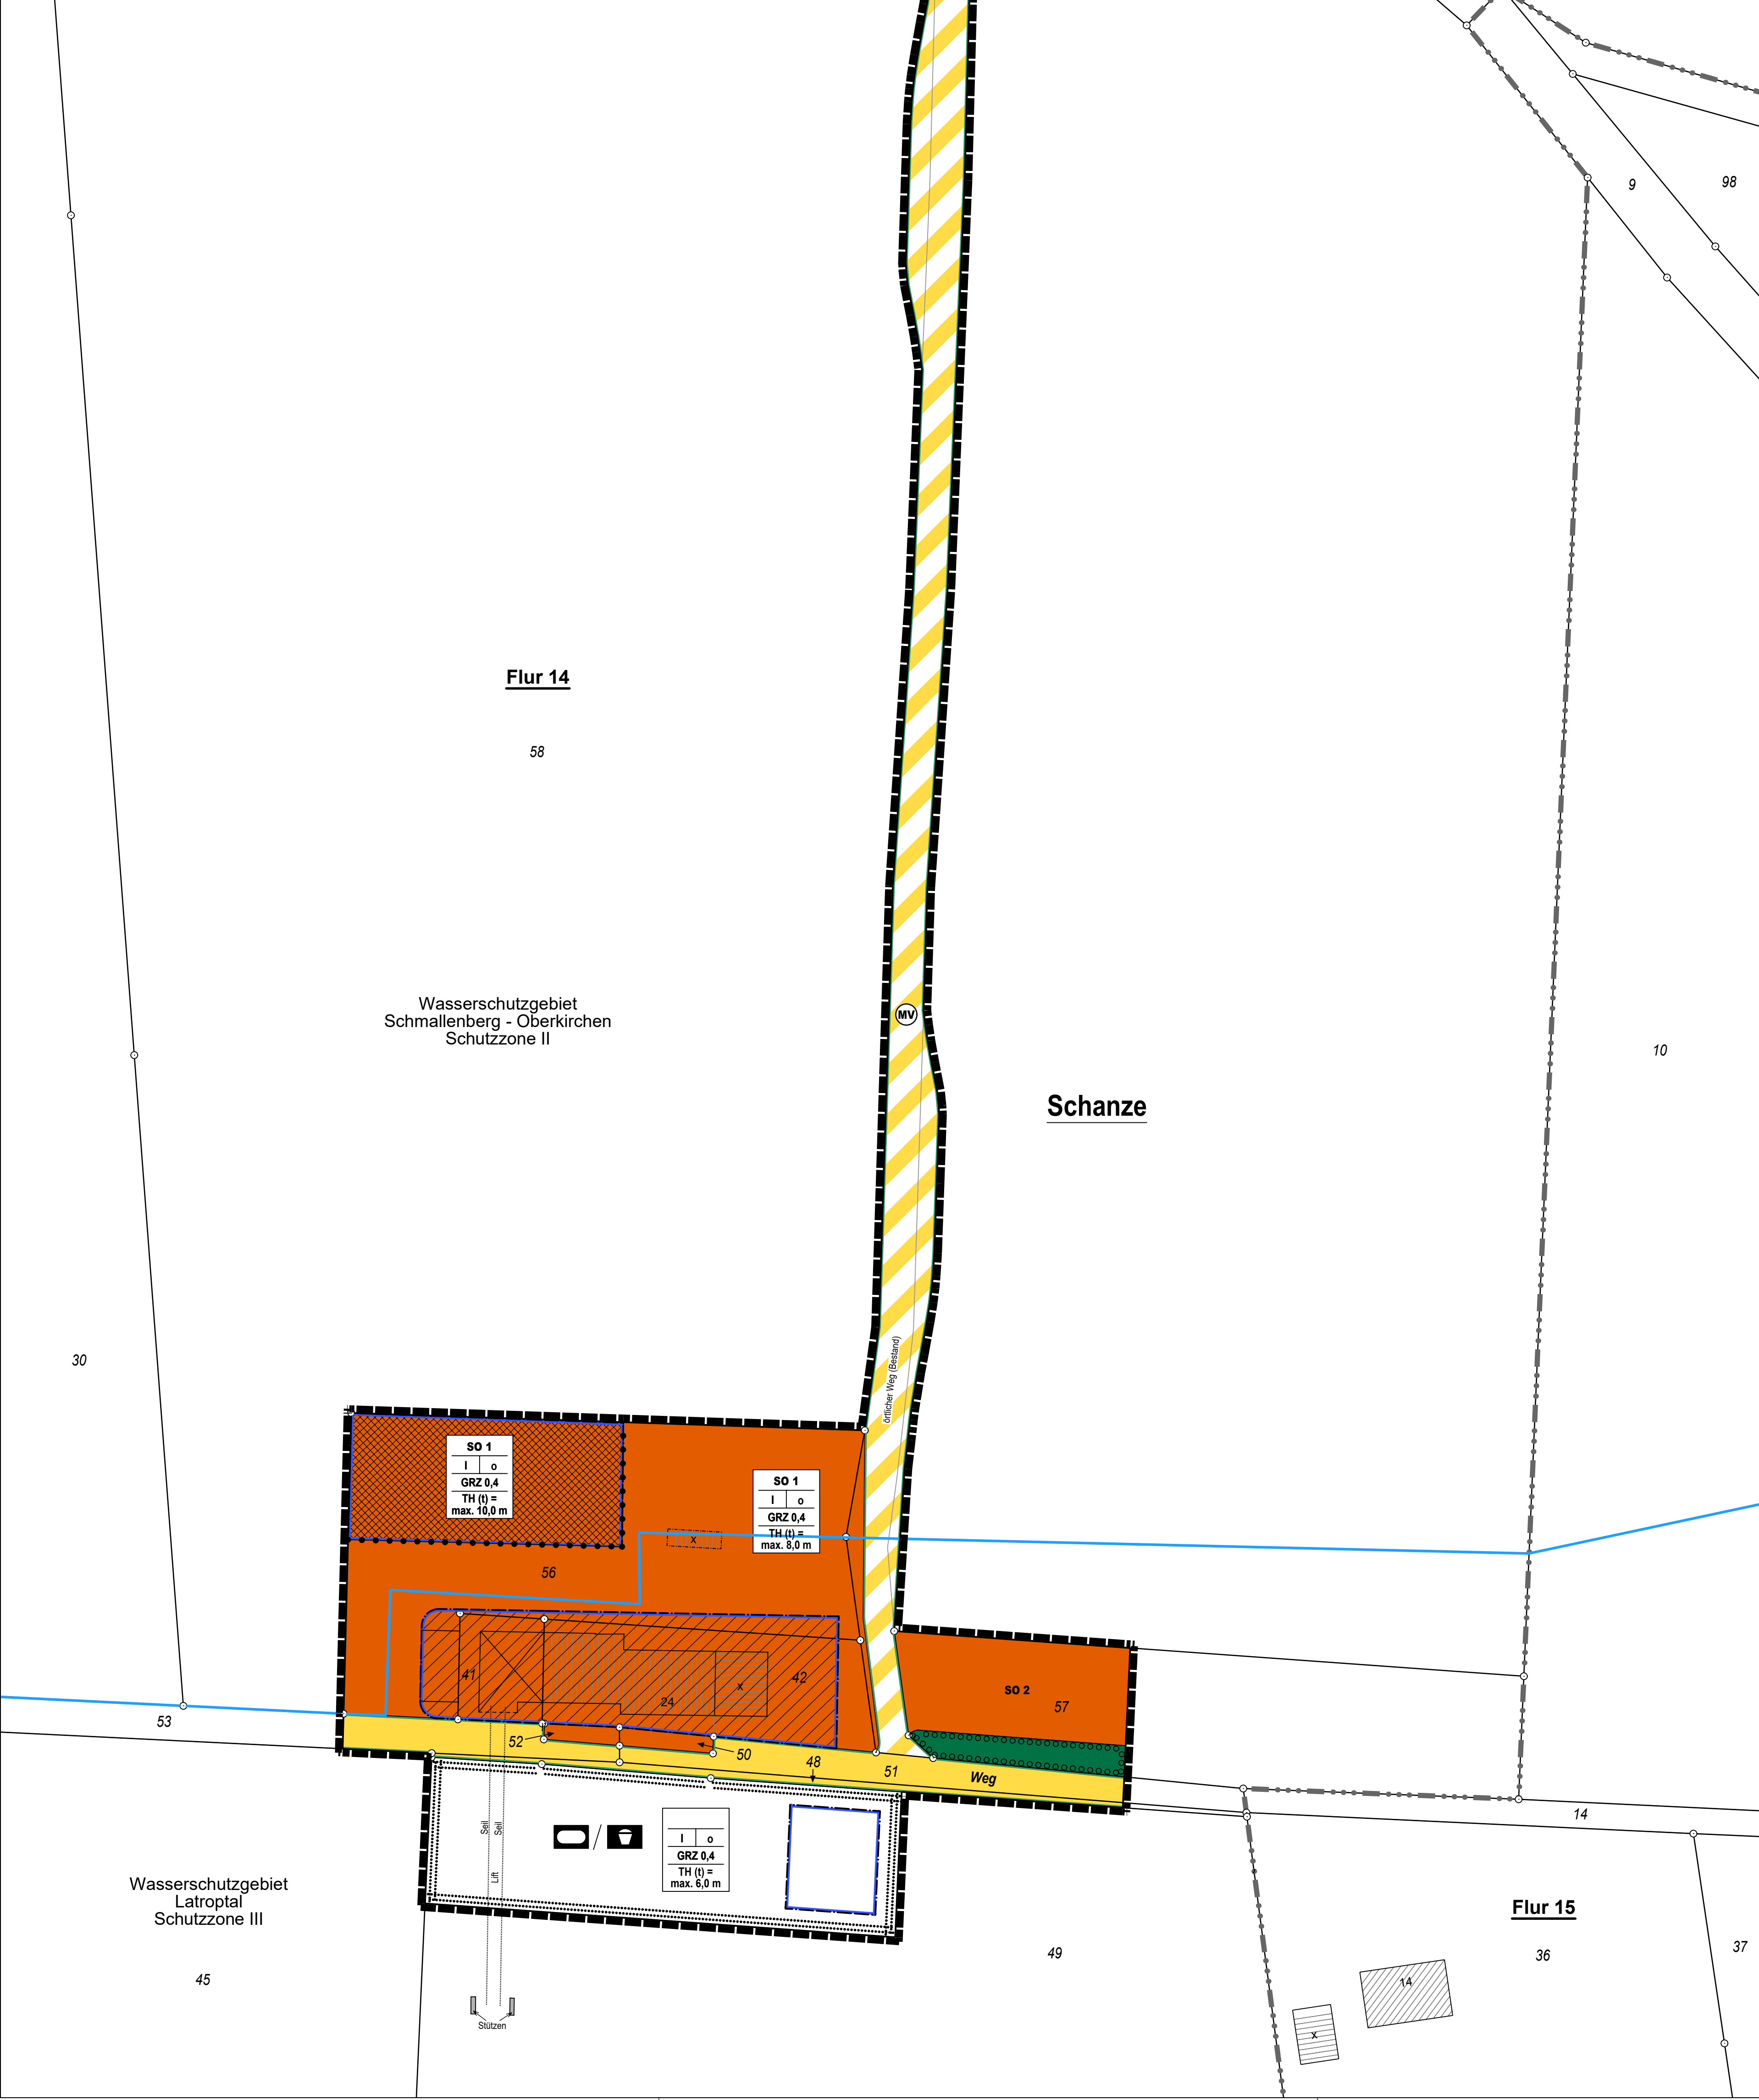 9
98
Flur 14
58
Wasserschutzgebiet
Schmallenberg - Oberkirchen
Schutzzone II
MV
10
Schanze
30
örtlicher Weg (Bestand)
SO 1
I o
GRZ 0,4
TH (t) =
max. 10,0 m
SO 1
I o
GRZ 0,4
TH (t) =
max. 8,0 m
x
56
41
42
24
x
SO 2
57
53
52
50
48
51
Weg
14
Seil
Seil
Lift
/
I o
GRZ 0,4
TH (t) =
max. 6,0 m
Wasserschutzgebiet
Latroptal
Schutzzone III
45
Stützen
49
Flur 15
36
37
14
x